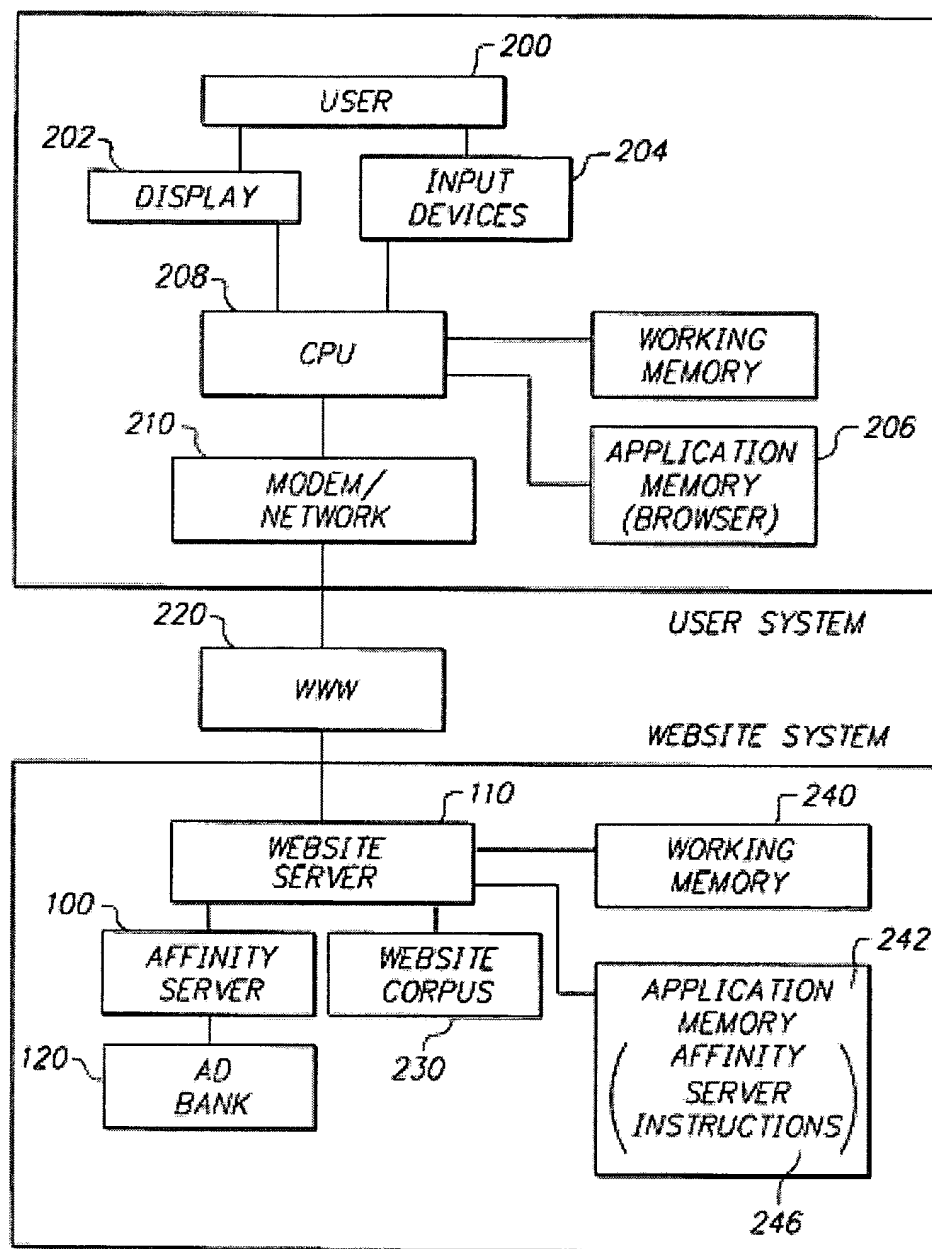 200
USER
202
DISPLAY
204
INPUT
DEVICES
208
CPU
WORKING
MEMORY
210
MODEM/
NETWORK
206
APPLICATION
MEMORY
(BROWSER)
USER SYSTEM
220
WWW
WEBSITE SYSTEM
110
WEBSITE
SERVER
240
WORKING
MEMORY
100
AFFINITY
SERVER
WEBSITE
CORPUS
230
242
APPLICATION
MEMORY
(AFFINITY
SERVER
INSTRUCTIONS)
246
120
AD
BANK